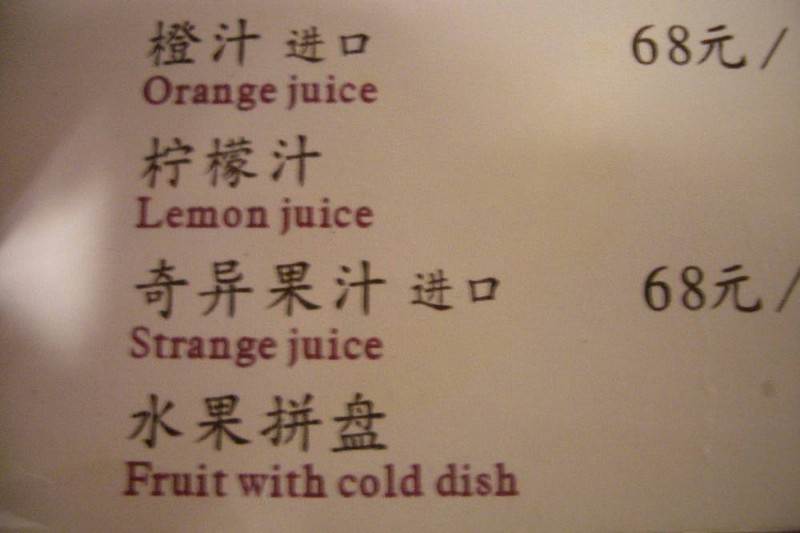 橙汁 进口 68元/
Orange juice
柠檬汁
Lemon juice
奇异果汁 进口 68元/
Strange juice
水果拼盘
Fruit with cold dish